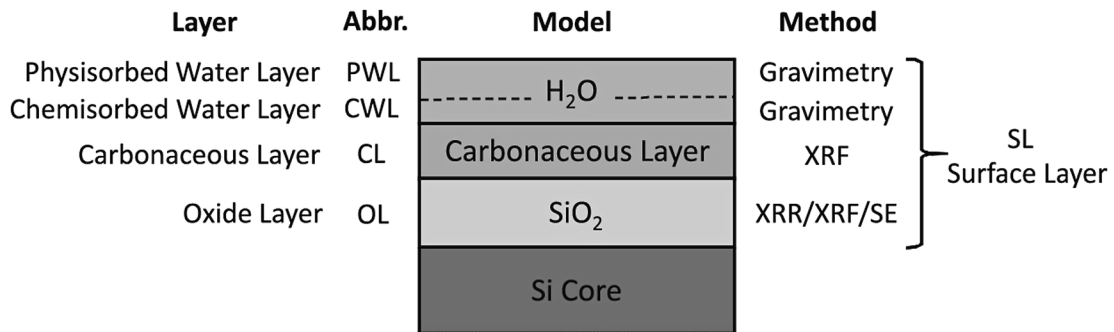 Layer Abbr. Model Method
Physisorbed Water Layer PWL H₂O Gravimetry
Chemisorbed Water Layer CWL Gravimetry
Carbonaceous Layer CL Carbonaceous Layer XRF
Oxide Layer OL SiO₂ XRR/XRF/SE
Si Core
SL
Surface Layer